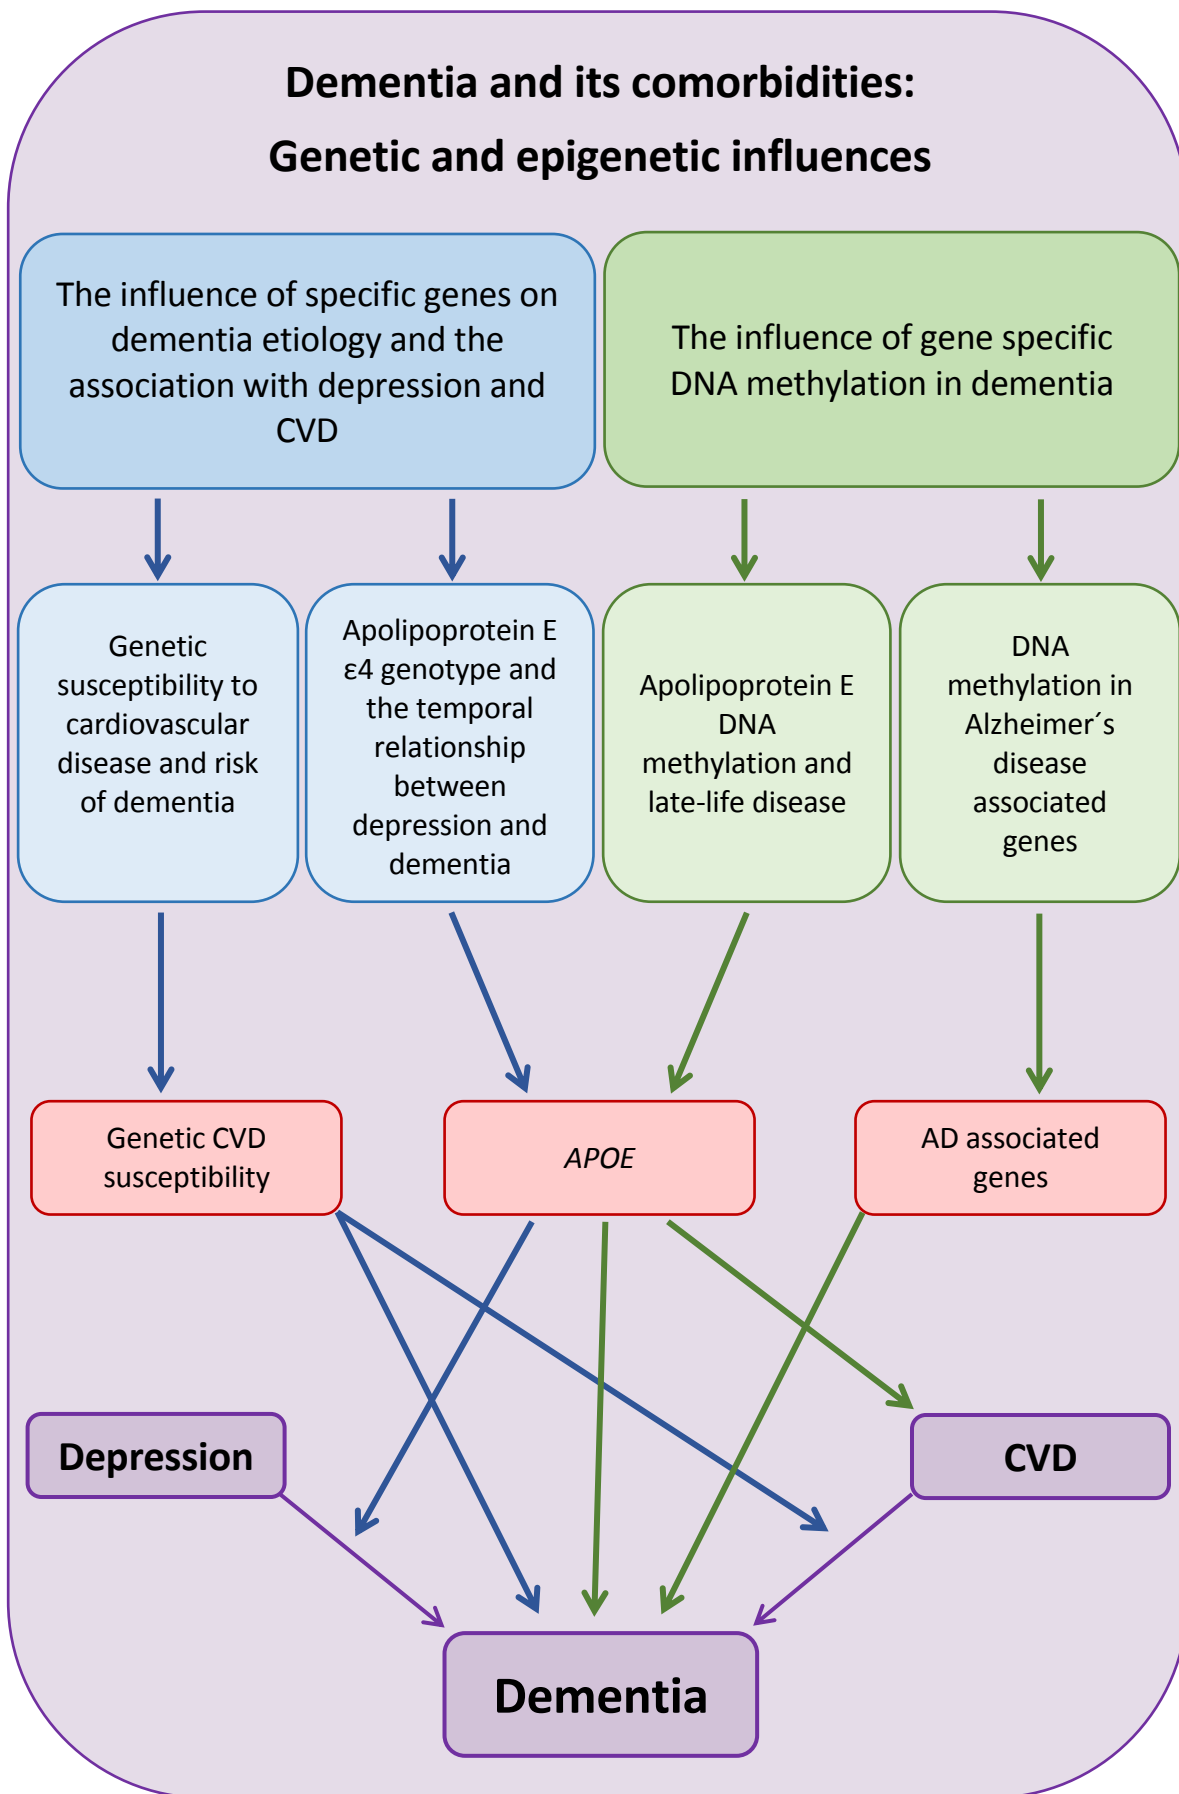 Dementia and its comorbidities:
Genetic and epigenetic influences
The influence of specific genes on
dementia etiology and the
association with depression and
CVD
The influence of gene specific
DNA methylation in dementia
Genetic
susceptibility to
cardiovascular
disease and risk
of dementia
Apolipoprotein E
ε4 genotype and
the temporal
relationship
between
depression and
dementia
Apolipoprotein E
DNA
methylation and
late-life disease
DNA
methylation in
Alzheimer´s
disease
associated
genes
Genetic CVD
susceptibility
APOE
AD associated
genes
Depression
CVD
Dementia